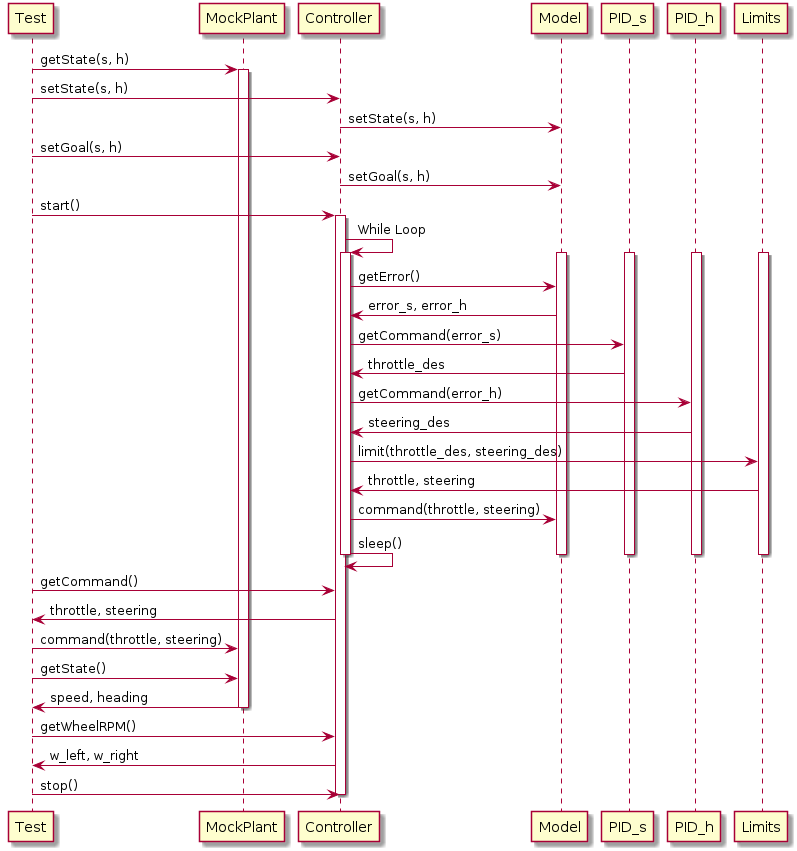 Test MockPlant Controller Model PID_s PID_h Limits
getState(s, h)
setState(s, h)
setState(s, h)
setGoal(s, h)
setGoal(s, h)
start()
While Loop
getError()
error_s, error_h
getCommand(error_s)
throttle_des
getCommand(error_h)
steering_des
limit(throttle_des, steering_des)
throttle, steering
command(throttle, steering)
sleep()
getCommand()
throttle, steering
command(throttle, steering)
getState()
speed, heading
getWheelRPM()
w_left, w_right
stop()
Test MockPlant Controller Model PID_s PID_h Limits